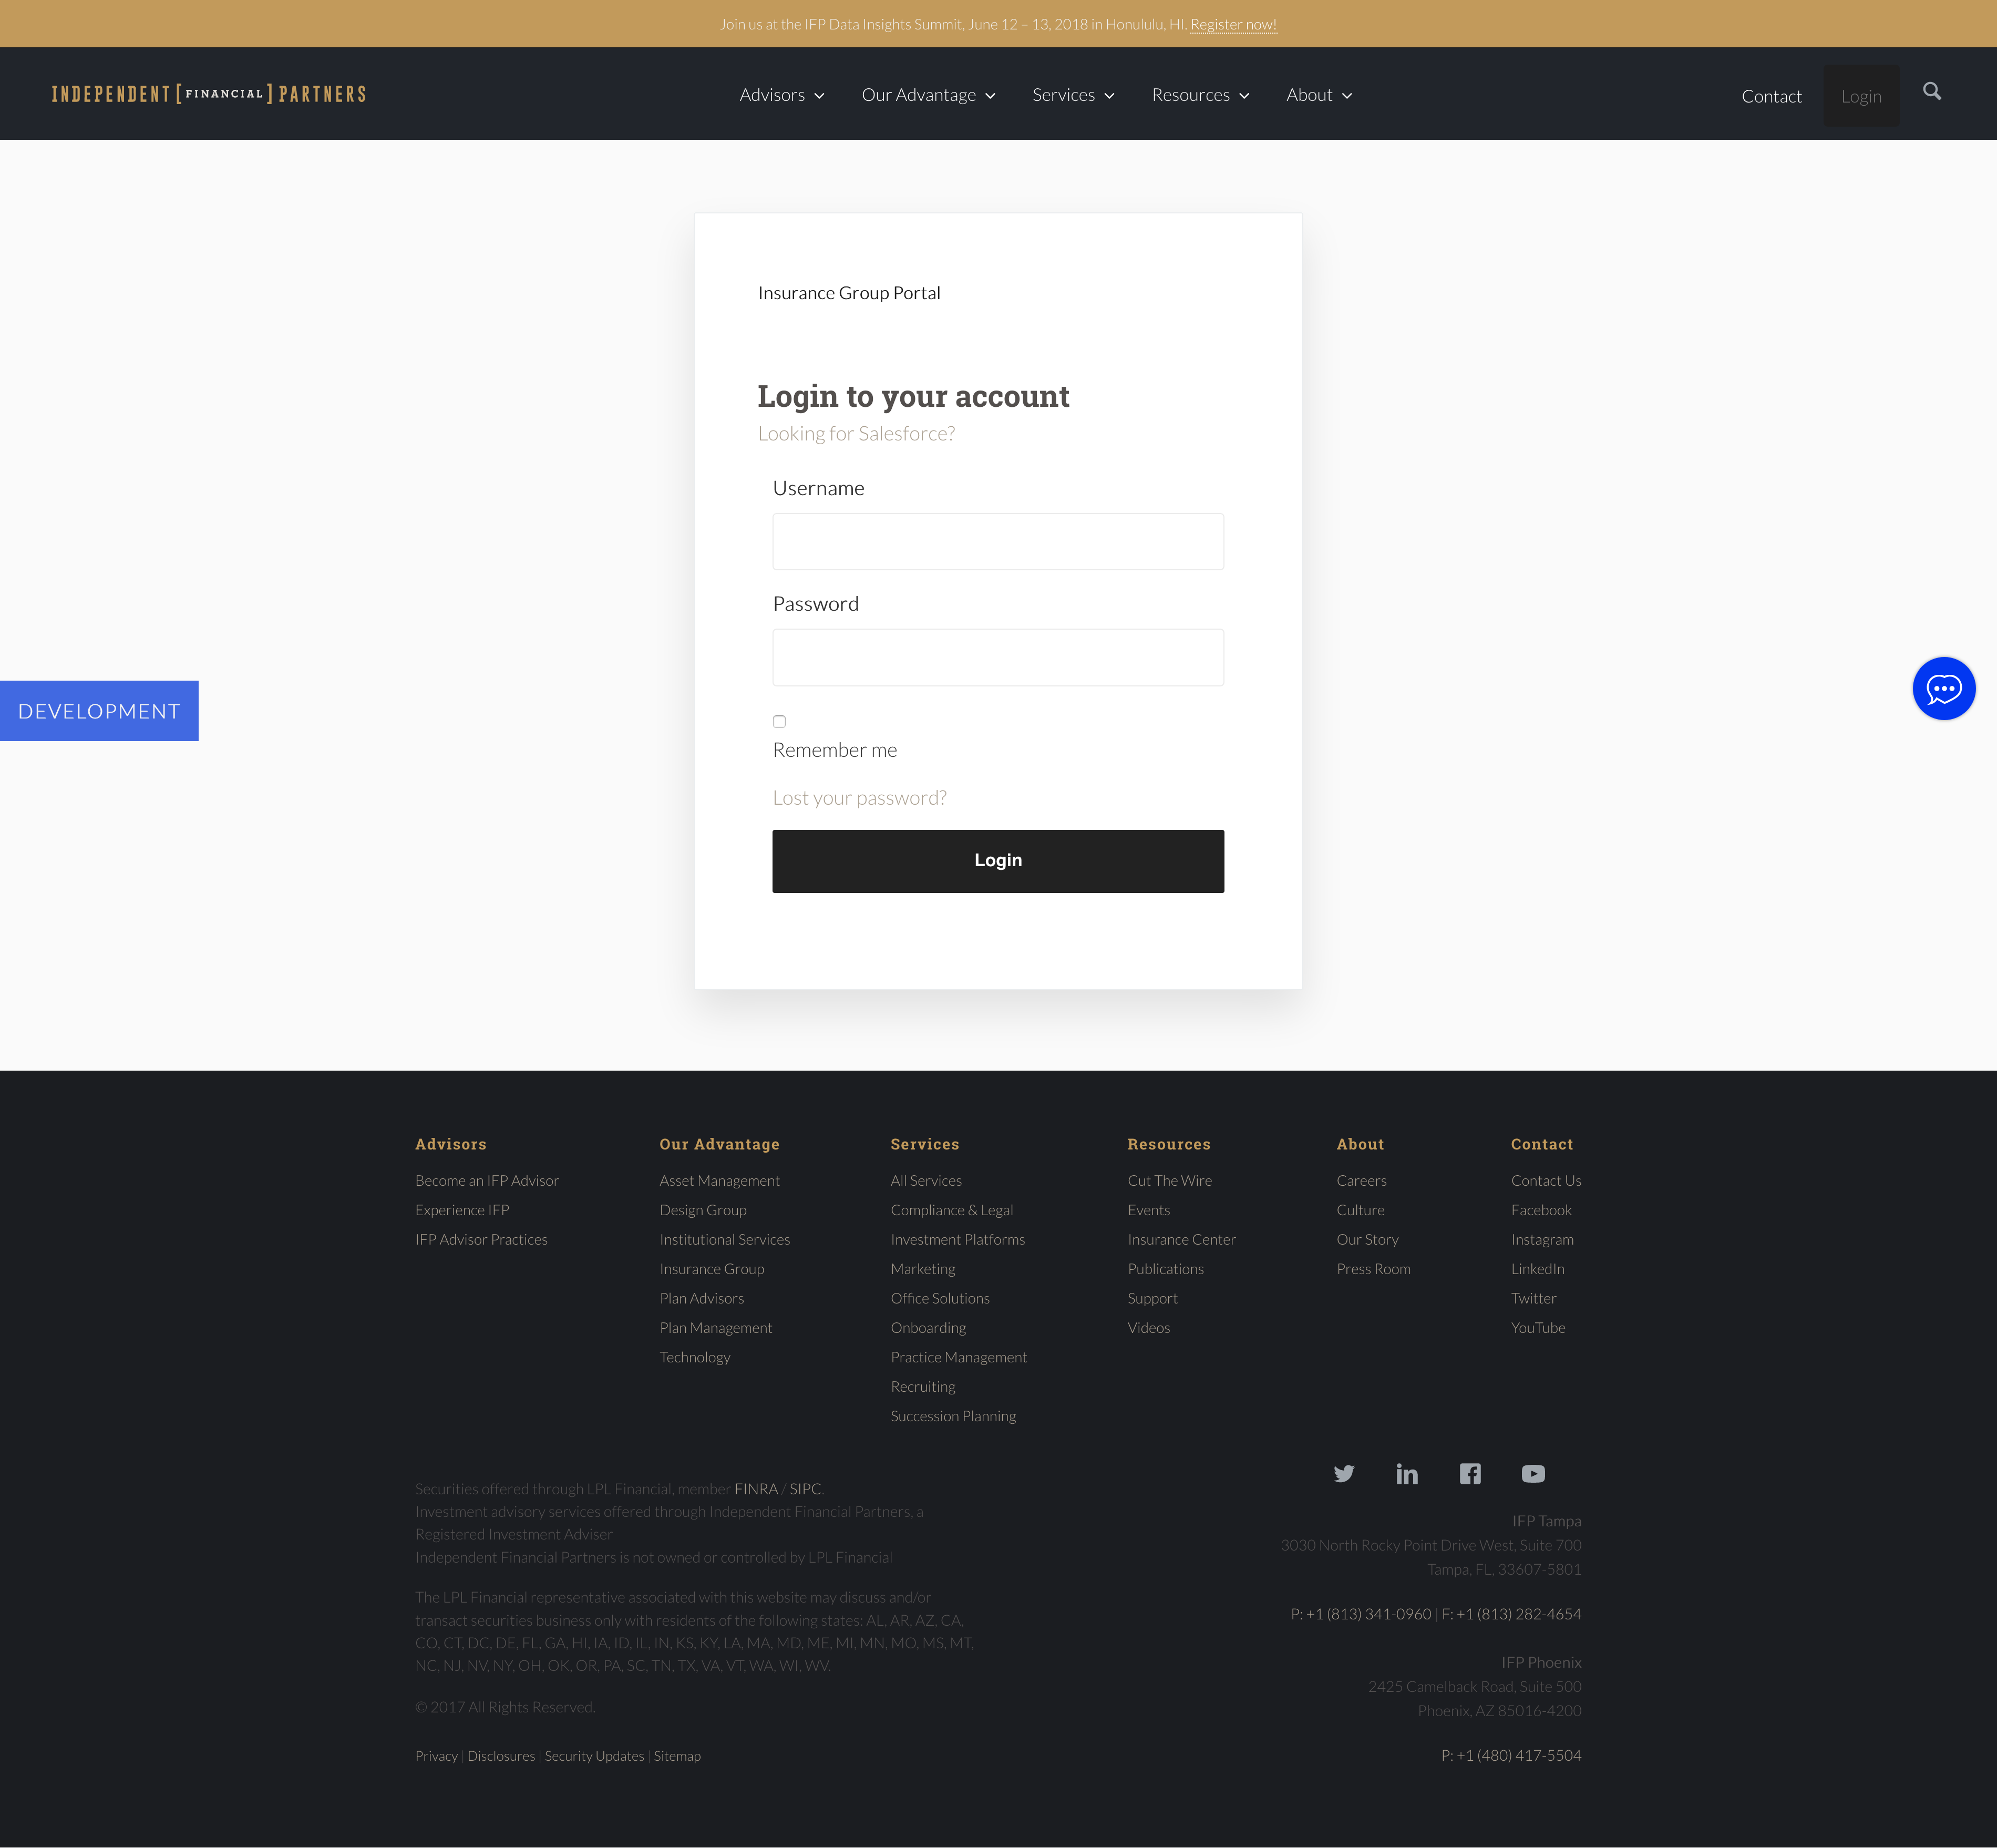 Join us at the IFP Data Insights Summit, June 12 – 13, 2018 in Honululu, HI. Register now!
INDEPENDENT [FINANCIAL] PARTNERS
Advisors
Our Advantage
Services
Resources
About
Contact
Login
Insurance Group Portal
Login to your account
Looking for Salesforce?
Username
Password
DEVELOPMENT
Remember me
Lost your password?
Login
Advisors
Become an IFP Advisor
Experience IFP
IFP Advisor Practices
Our Advantage
Asset Management
Design Group
Institutional Services
Insurance Group
Plan Advisors
Plan Management
Technology
Services
All Services
Compliance & Legal
Investment Platforms
Marketing
Office Solutions
Onboarding
Practice Management
Recruiting
Succession Planning
Resources
Cut The Wire
Events
Insurance Center
Publications
Support
Videos
About
Careers
Culture
Our Story
Press Room
Contact
Contact Us
Facebook
Instagram
LinkedIn
Twitter
YouTube
Securities offered through LPL Financial, member FINRA / SIPC.
Investment advisory services offered through Independent Financial Partners, a
Registered Investment Adviser
Independent Financial Partners is not owned or controlled by LPL Financial
The LPL Financial representative associated with this website may discuss and/or
transact securities business only with residents of the following states: AL, AR, AZ, CA,
CO, CT, DC, DE, FL, GA, HI, IA, ID, IL, IN, KS, KY, LA, MA, MD, ME, MI, MN, MO, MS, MT,
NC, NJ, NV, NY, OH, OK, OR, PA, SC, TN, TX, VA, VT, WA, WI, WV.
© 2017 All Rights Reserved.
Privacy | Disclosures | Security Updates | Sitemap
IFP Tampa
3030 North Rocky Point Drive West, Suite 700
Tampa, FL, 33607-5801
P: +1 (813) 341-0960 | F: +1 (813) 282-4654
IFP Phoenix
2425 Camelback Road, Suite 500
Phoenix, AZ 85016-4200
P: +1 (480) 417-5504